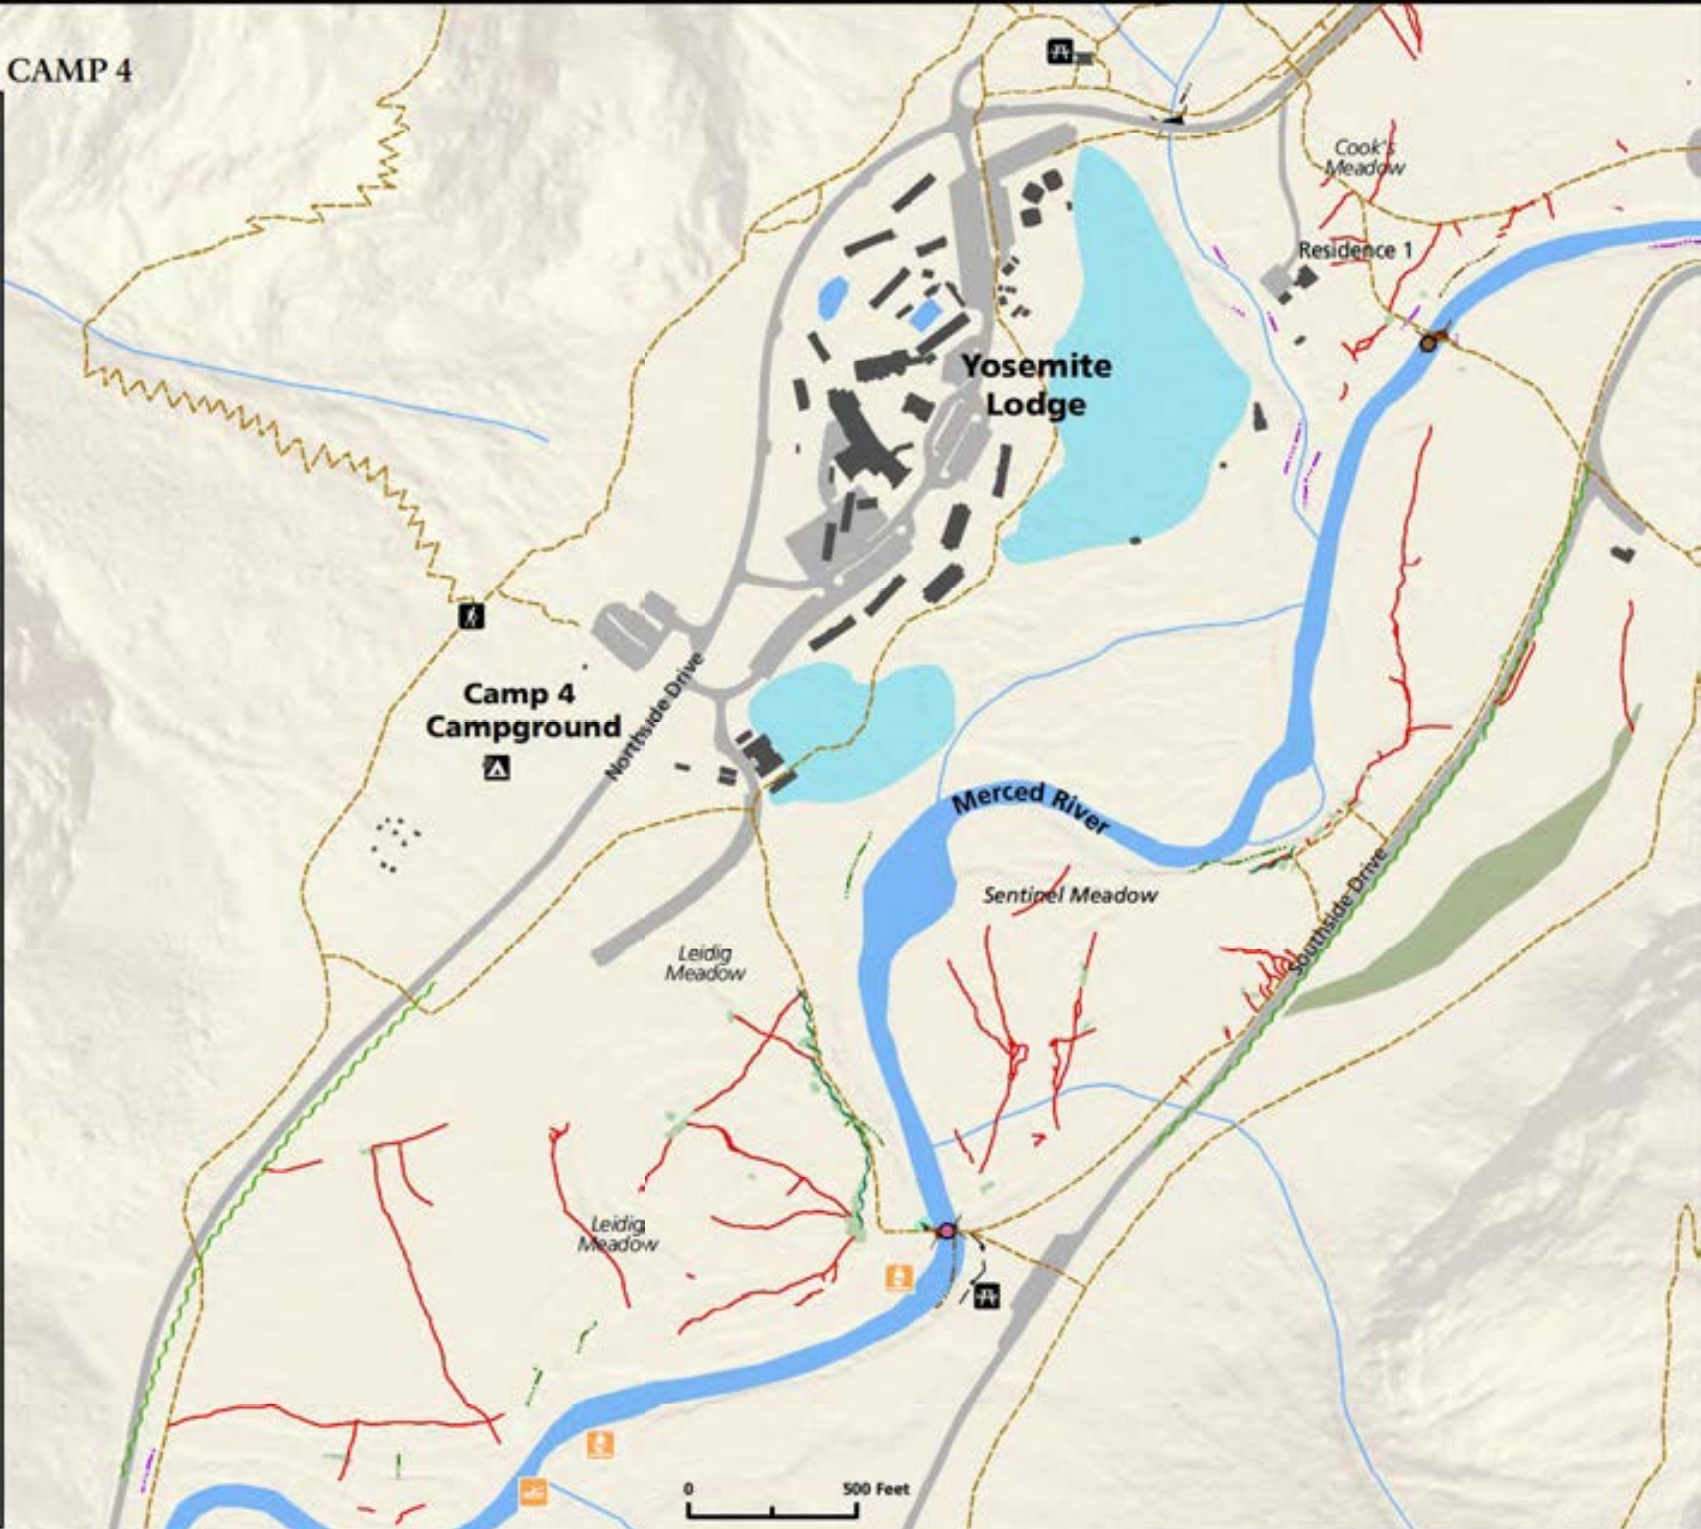 CAMP 4
Cook's
Meadow
Residence 1
Yosemite
Lodge
Camp 4
Campground
Northside Drive
Merced River
Sentinel Meadow
Southside Drive
Leidig
Meadow
Leidig
Meadow
0 500 Feet